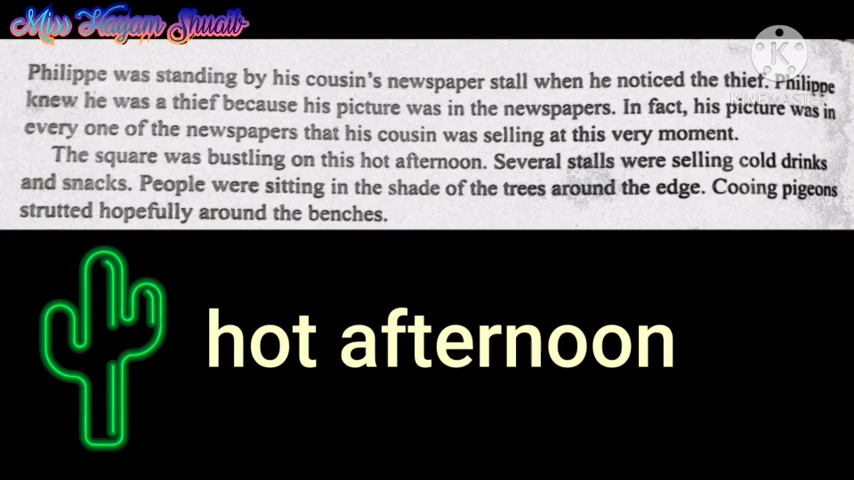 Miss Hayam Shuaib
Philippe was standing by his cousin's newspaper stall when he noticed the thief. Philippe
knew he was a thief because his picture was in the newspapers. In fact, his picture was in
every one of the newspapers that his cousin was selling at this very moment.
The square was bustling on this hot afternoon. Several stalls were selling cold drinks
and snacks. People were sitting in the shade of the trees around the edge. Cooing pigeons
strutted hopefully around the benches.
K
KINEMASTER
hot afternoon